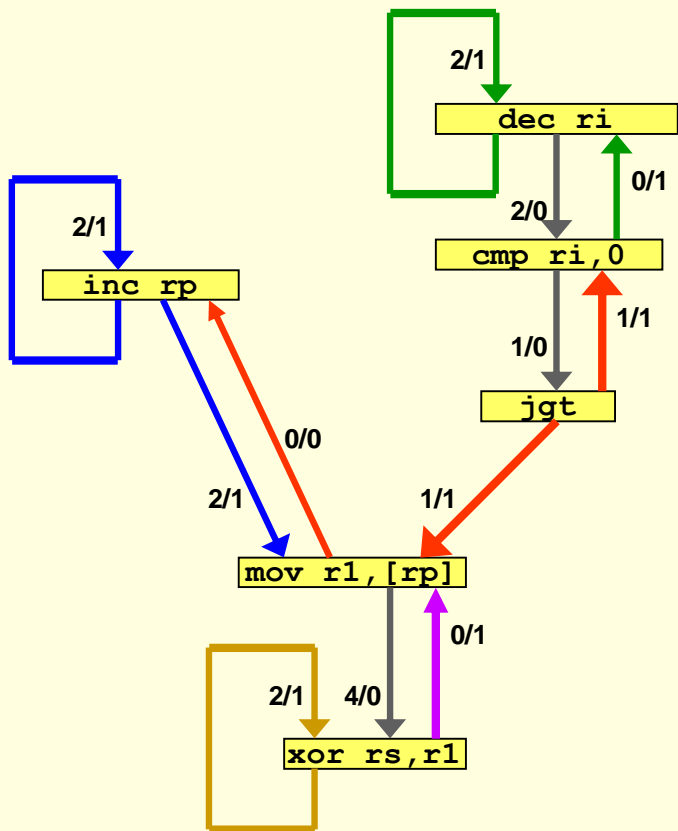 2/1
dec ri
2/0
0/1
2/1
cmp ri,0
inc rp
1/0
1/1
jgt
0/0
2/1
1/1
mov r1,[rp]
0/1
2/1
4/0
xor rs,r1